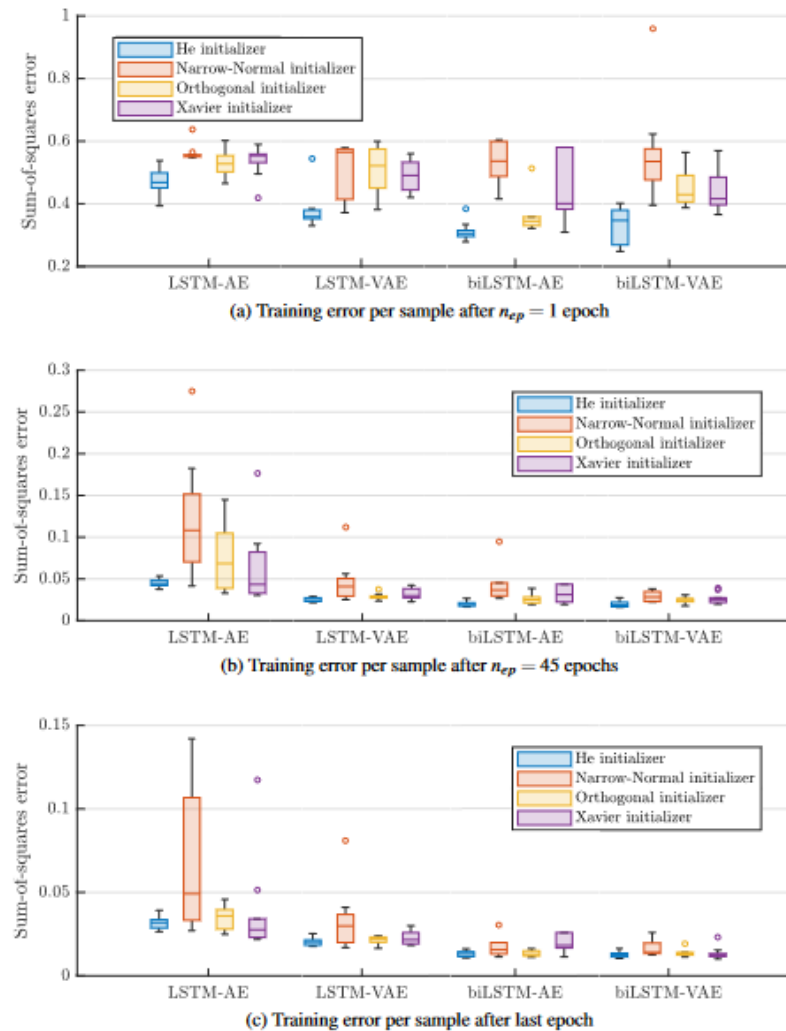 1
0.8
0.6
0.4
0.2
Sum-of-squares error
He initializer
Narrow-Normal initializer
Orthogonal initializer
Xavier initializer
LSTM-AE LSTM-VAE biLSTM-AE biLSTM-VAE
(a) Training error per sample after nep = 1 epoch
0.3
0.25
0.2
0.15
0.1
0.05
0
Sum-of-squares error
He initializer
Narrow-Normal initializer
Orthogonal initializer
Xavier initializer
LSTM-AE LSTM-VAE biLSTM-AE biLSTM-VAE
(b) Training error per sample after nep = 45 epochs
0.15
0.1
0.05
0
Sum-of-squares error
He initializer
Narrow-Normal initializer
Orthogonal initializer
Xavier initializer
LSTM-AE LSTM-VAE biLSTM-AE biLSTM-VAE
(c) Training error per sample after last epoch